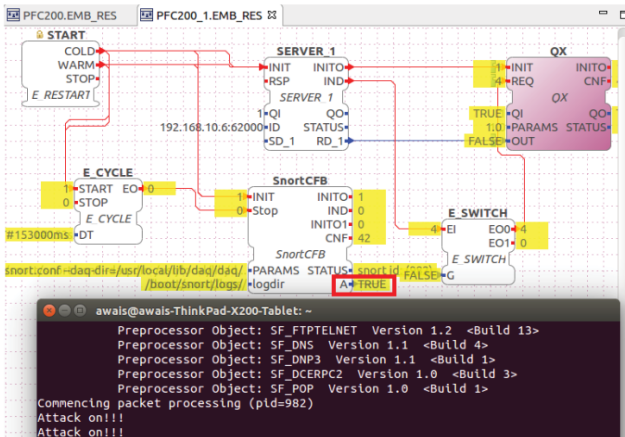 PFC200.EMB_RES
PFC200_1.EMB_RES
START
COLD
WARM
STOP
E_RESTART
SERVER_1
INIT INITO
RSP IND
SERVER_1
1 QI QO
192.168.10.6:62000 ID STATUS
SD_1 RD_1
QX
1 INIT INITO
4 REQ CNF
QX
TRUE QI QO
1.0 PARAMS STATUS
FALSE OUT
E_CYCLE
1 START EO 0
0 STOP
E_CYCLE
#153000ms DT
SnortCFB
1 INIT INITO 1
0 Stop IND 0
INITO1 0
CNF 42
SnortCFB
snort.conf --daq-dir=/usr/local/lib/daq/daq/ PARAMS STATUS snort id
/boot/snort/logs/ logdir A TRUE
E_SWITCH
4 EI EO0 4
EO1 0
E_SWITCH
FALSE G
awais@awais-ThinkPad-X200-Tablet: ~
Preprocessor Object: SF_FTPTELNET Version 1.2 <Build 13>
Preprocessor Object: SF_DNS Version 1.1 <Build 4>
Preprocessor Object: SF_DNP3 Version 1.1 <Build 1>
Preprocessor Object: SF_DCERPC2 Version 1.0 <Build 3>
Preprocessor Object: SF_POP Version 1.0 <Build 1>
Commencing packet processing (pid=982)
Attack on!!!
Attack on!!!